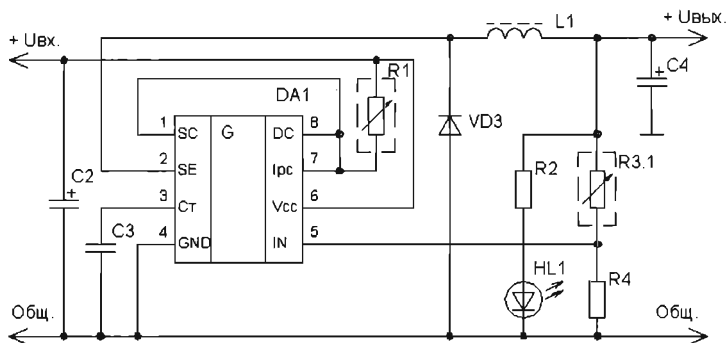 L1
+ Uвых.
+ Uвх.
R1
C4
DA1
1
SC
G
DC
8
VD3
2
SE
Ipc
7
R2
R3.1
C2
3
Cт
Vcc
6
C3
4
GND
IN
5
HL1
R4
Общ.
Общ.
+
+